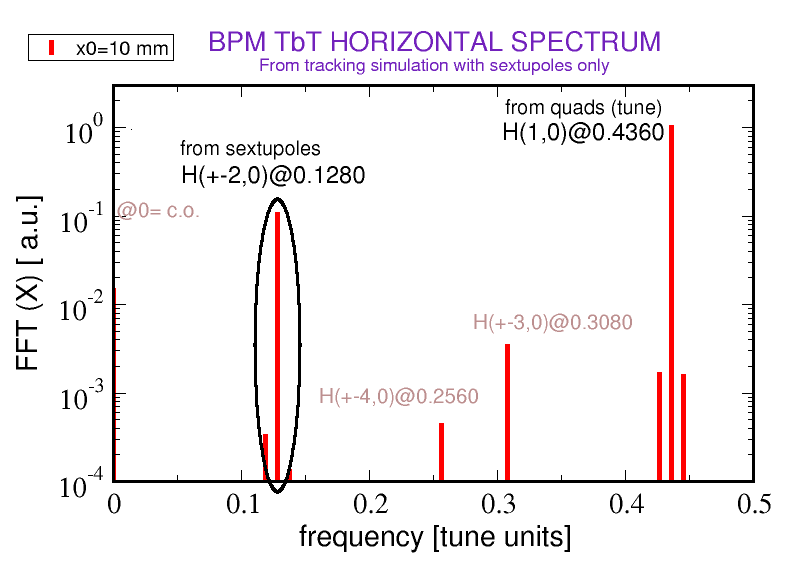 x0=10 mm
BPM TbT HORIZONTAL SPECTRUM
From tracking simulation with sextupoles only
from quads (tune)
H(1,0)@0.4360
from sextupoles
H(+-2,0)@0.1280
@0= c.o.
H(+-3,0)@0.3080
H(+-4,0)@0.2560
FFT (X) [ a.u.]
10^0
10^-1
10^-2
10^-3
10^-4
0 0.1 0.2 0.3 0.4 0.5
frequency [tune units]